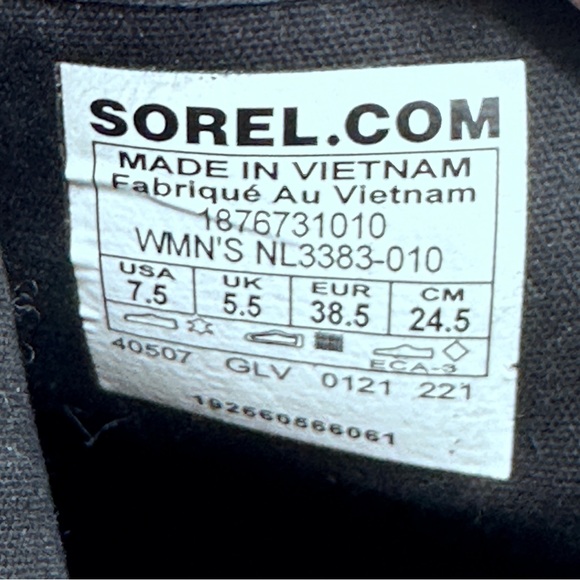 SOREL.COM
MADE IN VIETNAM
Fabriqué Au Vietnam
1876731010
WMN'S NL3383-010
USA UK EUR CM
7.5 5.5 38.5 24.5
ECA-3
40507 GLV 0121 221
192660566061